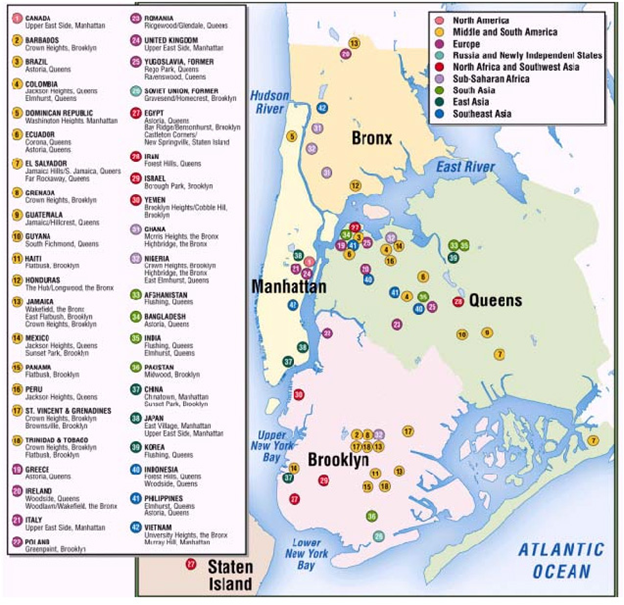 1 CANADA
Upper East Side, Manhattan
2 BARBADOS
Crown Heights, Brooklyn
3 BRAZIL
Astoria, Queens
4 COLOMBIA
Jackson Heights, Queens
Elmhurst, Queens
5 DOMINICAN REPUBLIC
Washington Heights, Manhattan
6 ECUADOR
Corona, Queens
Astoria, Queens
7 EL SALVADOR
Jamaica Hills/S. Jamaica, Queens
Far Rockaway, Queens
8 GRENADA
Crown Heights, Brooklyn
9 GUATEMALA
Jamaica/Hillcrest, Queens
10 GUYANA
South Richmond, Queens
11 HAITI
Flatbush, Brooklyn
12 HONDURAS
The Hub/Longwood, the Bronx
13 JAMAICA
Wakefield, the Bronx
East Flatbush, Brooklyn
Crown Heights, Brooklyn
14 MEXICO
Jackson Heights, Queens
Sunset Park, Brooklyn
15 PANAMA
Flatbush, Brooklyn
16 PERU
Jackson Heights, Queens
17 ST. VINCENT & GRENADINES
Crown Heights, Brooklyn
Brownsville, Brooklyn
18 TRINIDAD & TOBAGO
Crown Heights, Brooklyn
Flatbush, Brooklyn
19 GREECE
Astoria, Queens
20 IRELAND
Woodside, Queens
Woodlawn/Wakefield, the Bronx
21 ITALY
Upper East Side, Manhattan
22 POLAND
Greenpoint, Brooklyn
23 ROMANIA
Ridgewood/Glendale, Queens
24 UNITED KINGDOM
Upper East Side, Manhattan
25 YUGOSLAVIA, FORMER
Rego Park, Queens
Ravenswood, Queens
26 SOVIET UNION, FORMER
Gravesend/Homecrest, Brooklyn
27 EGYPT
Astoria, Queens
Bay Ridge/Bensonhurst, Brooklyn
Castleton Corners/
New Springville, Staten Island
28 IRAN
Forest Hills, Queens
29 ISRAEL
Borough Park, Brooklyn
30 YEMEN
Brooklyn Heights/Cobble Hill,
Brooklyn
31 GHANA
Morris Heights, the Bronx
Highbridge, the Bronx
32 NIGERIA
Crown Heights, Brooklyn
Highbridge, the Bronx
East Elmhurst, Queens
33 AFGHANISTAN
Flushing, Queens
34 BANGLADESH
Astoria, Queens
35 INDIA
Flushing, Queens
Elmhurst, Queens
36 PAKISTAN
Midwood, Brooklyn
37 CHINA
Chinatown, Manhattan
Sunset Park, Brooklyn
38 JAPAN
East Village, Manhattan
Upper East Side, Manhattan
39 KOREA
Flushing, Queens
40 INDONESIA
Forest Hills, Queens
Woodside, Queens
41 PHILIPPINES
Elmhurst, Queens
Astoria, Queens
42 VIETNAM
University Heights, the Bronx
Murray Hill, Manhattan
North America
Middle and South America
Europe
Russia and Newly Independent States
North Africa and Southwest Asia
Sub-Saharan Africa
South Asia
East Asia
Southeast Asia
Hudson
River
Bronx
East River
Manhattan
Queens
Upper
New York
Bay
Brooklyn
Lower
New York
Bay
ATLANTIC
OCEAN
Staten
Island